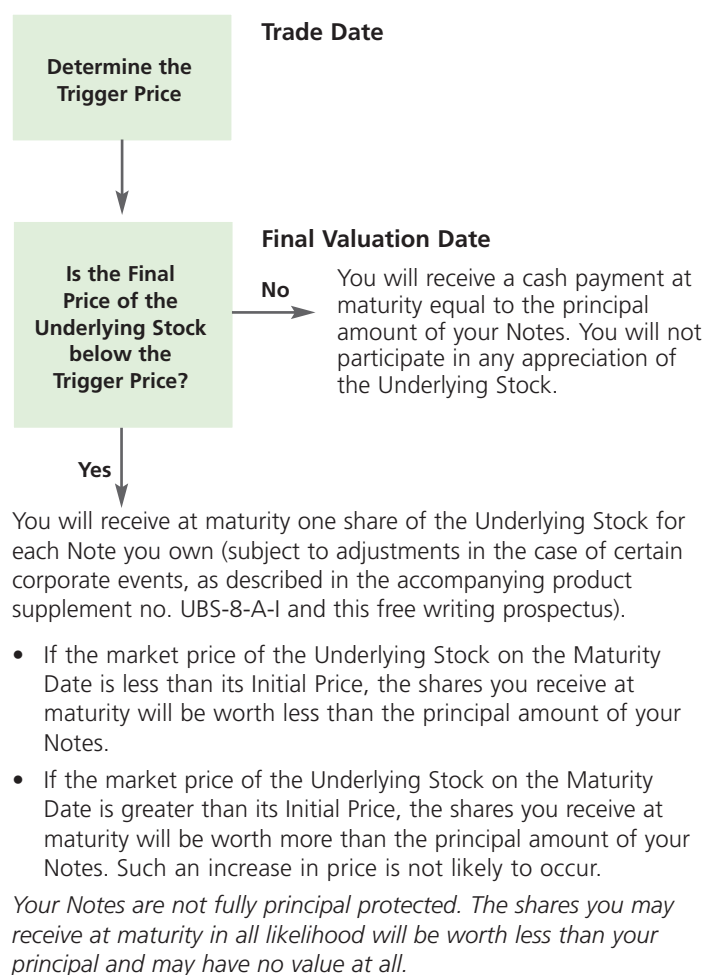 Trade Date
Determine the
Trigger Price
Final Valuation Date
Is the Final
Price of the
Underlying Stock
below the
Trigger Price?
No
You will receive a cash payment at
maturity equal to the principal
amount of your Notes. You will not
participate in any appreciation of
the Underlying Stock.
Yes
You will receive at maturity one share of the Underlying Stock for
each Note you own (subject to adjustments in the case of certain
corporate events, as described in the accompanying product
supplement no. UBS-8-A-I and this free writing prospectus).
• If the market price of the Underlying Stock on the Maturity
Date is less than its Initial Price, the shares you receive at
maturity will be worth less than the principal amount of your
Notes.
• If the market price of the Underlying Stock on the Maturity
Date is greater than its Initial Price, the shares you receive at
maturity will be worth more than the principal amount of your
Notes. Such an increase in price is not likely to occur.
Your Notes are not fully principal protected. The shares you may
receive at maturity in all likelihood will be worth less than your
principal and may have no value at all.